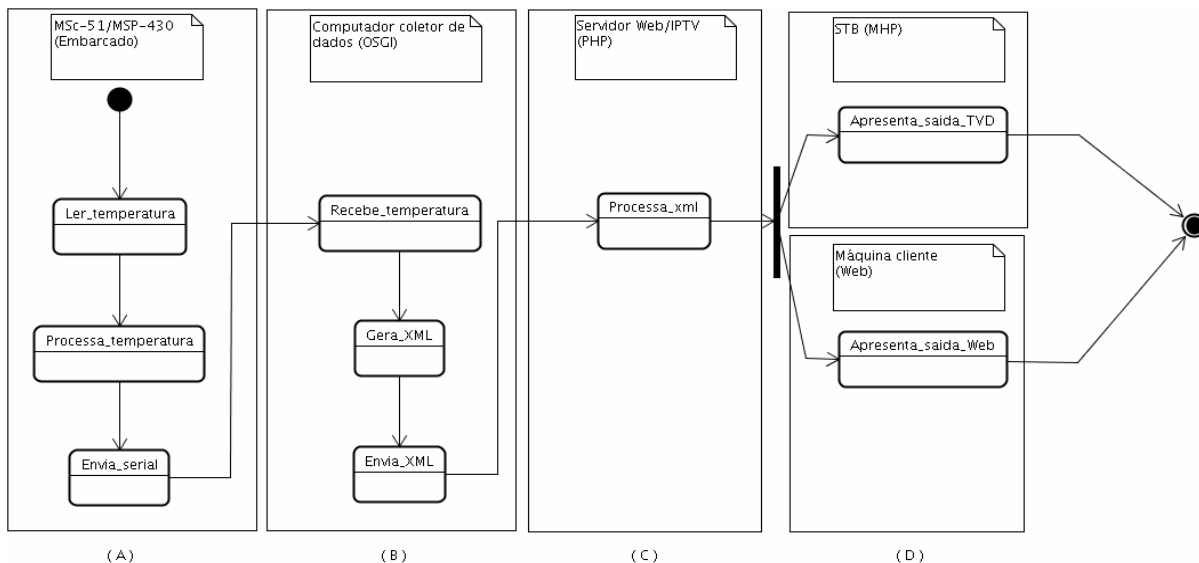 MSc-51/MSP-430
(Embarcado)
Ler_temperatura
Processa_temperatura
Envia_serial
Computador coletor de
dados (OSGI)
Recebe_temperatura
Gera_XML
Envia_XML
Servidor Web/IPTV
(PHP)
Processa_xml
STB (MHP)
Apresenta_saida_TVD
Máquina cliente
(Web)
Apresenta_saida_Web
(A)
(B)
(C)
(D)